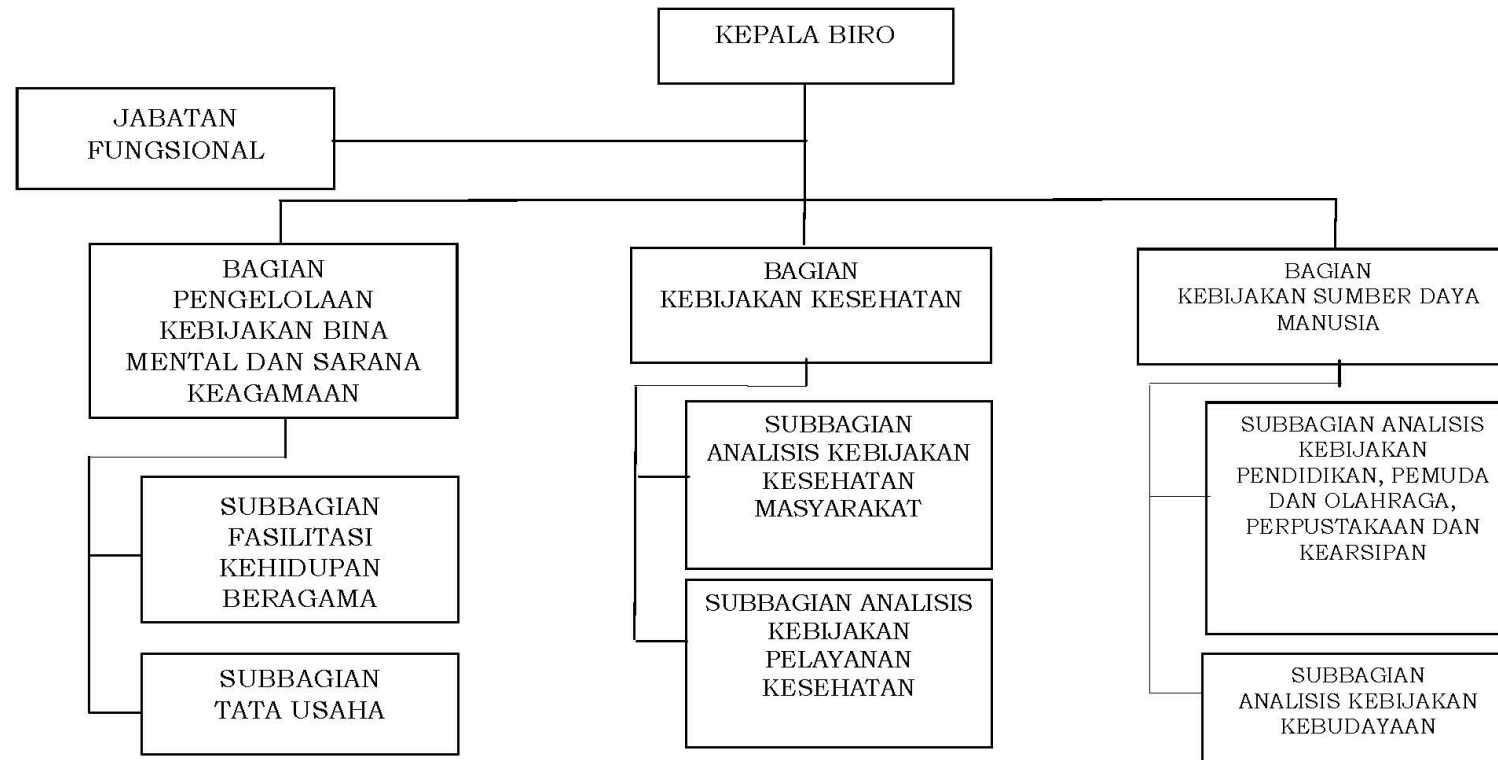 KEPALA BIRO
JABATAN
FUNGSIONAL
BAGIAN
PENGELOLAAN
KEBIJAKAN BINA
MENTAL DAN SARANA
KEAGAMAAN
SUBBAGIAN
FASILITASI
KEHIDUPAN
BERAGAMA
SUBBAGIAN
TATA USAHA
BAGIAN
KEBIJAKAN KESEHATAN
SUBBAGIAN
ANALISIS KEBIJAKAN
KESEHATAN
MASYARAKAT
SUBBAGIAN ANALISIS
KEBIJAKAN
PELAYANAN
KESEHATAN
BAGIAN
KEBIJAKAN SUMBER DAYA
MANUSIA
SUBBAGIAN ANALISIS
KEBIJAKAN
PENDIDIKAN, PEMUDA
DAN OLAHRAGA,
PERPUSTAKAAN DAN
KEARSIPAN
SUBBAGIAN
ANALISIS KEBIJAKAN
KEBUDAYAAN